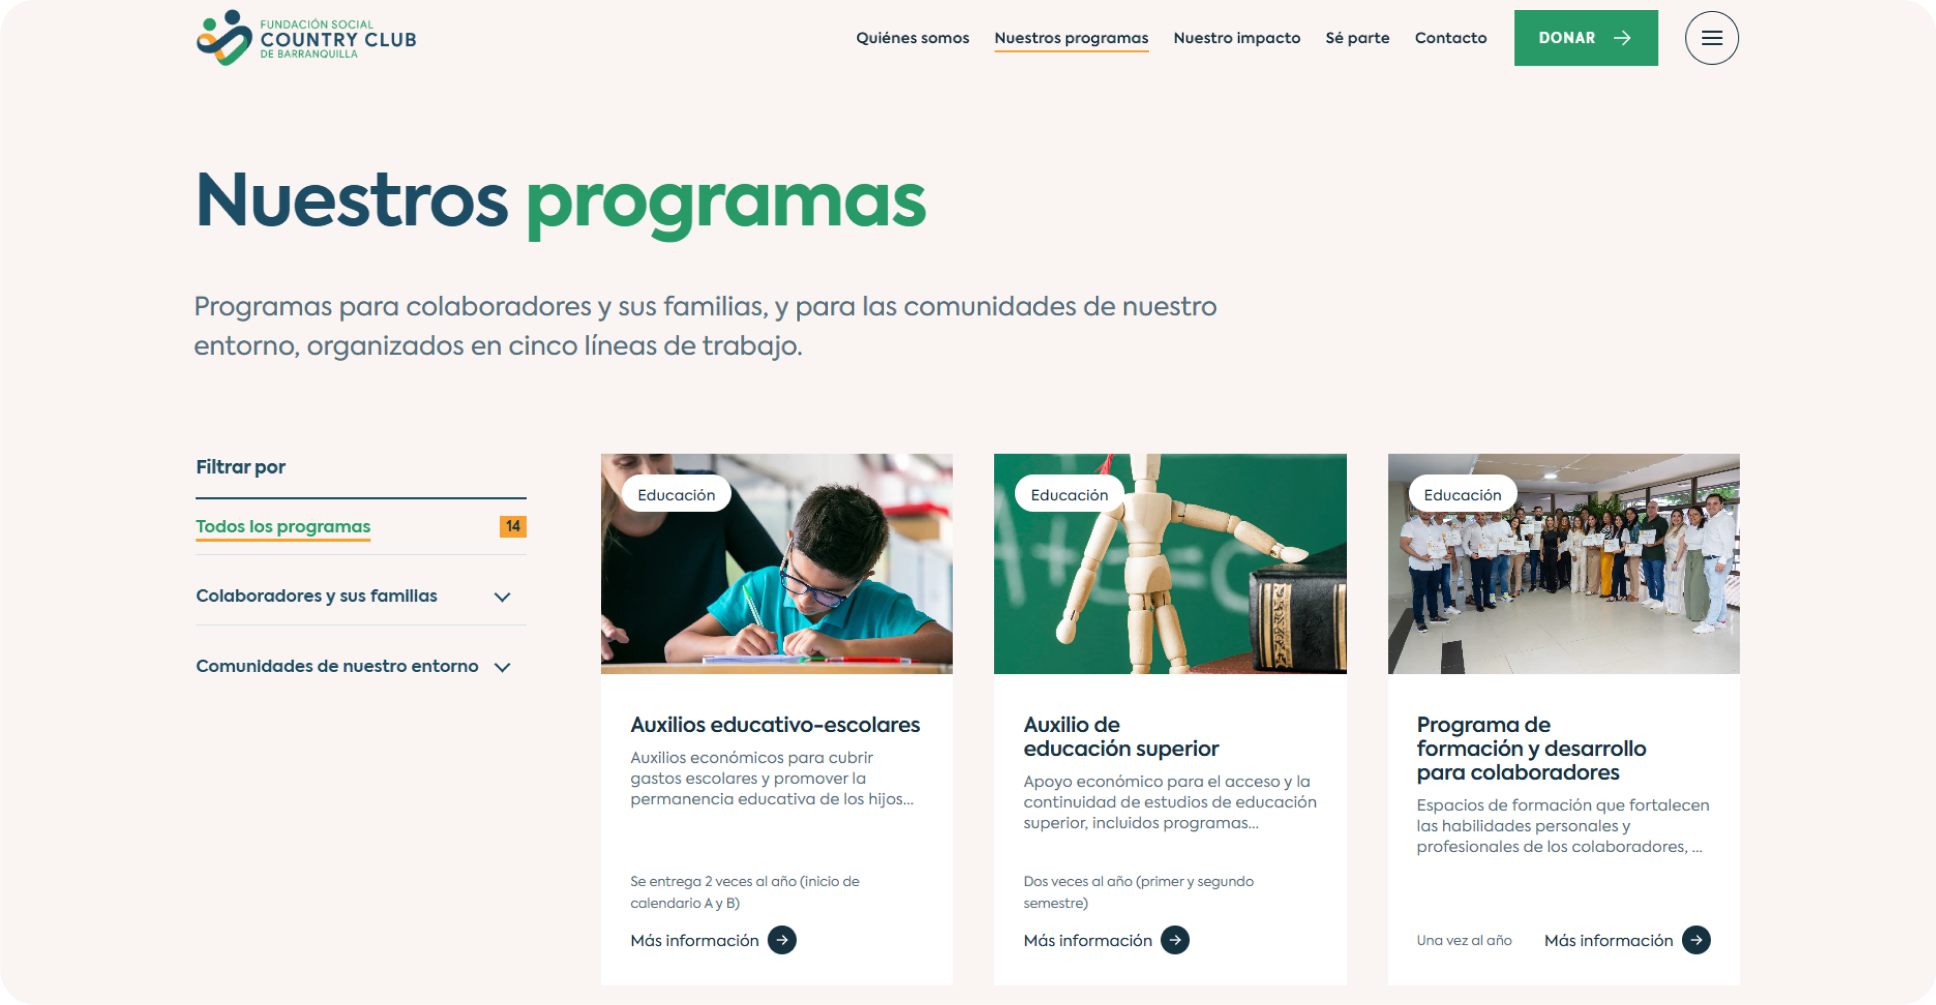 FUNDACIÓN SOCIAL
COUNTRY CLUB
DE BARRANQUILLA
Quiénes somos
Nuestros programas
Nuestro impacto
Sé parte
Contacto
DONAR
Nuestros programas
Programas para colaboradores y sus familias, y para las comunidades de nuestro
entorno, organizados en cinco líneas de trabajo.
Filtrar por
Todos los programas
14
Colaboradores y sus familias
Comunidades de nuestro entorno
Educación
Auxilios educativo-escolares
Auxilios económicos para cubrir
gastos escolares y promover la
permanencia educativa de los hijos...
Se entrega 2 veces al año (inicio de
calendario A y B)
Más información
Educación
Auxilio de
educación superior
Apoyo económico para el acceso y la
continuidad de estudios de educación
superior, incluidos programas...
Dos veces al año (primer y segundo
semestre)
Más información
Educación
Programa de
formación y desarrollo
para colaboradores
Espacios de formación que fortalecen
las habilidades personales y
profesionales de los colaboradores, ...
Una vez al año
Más información